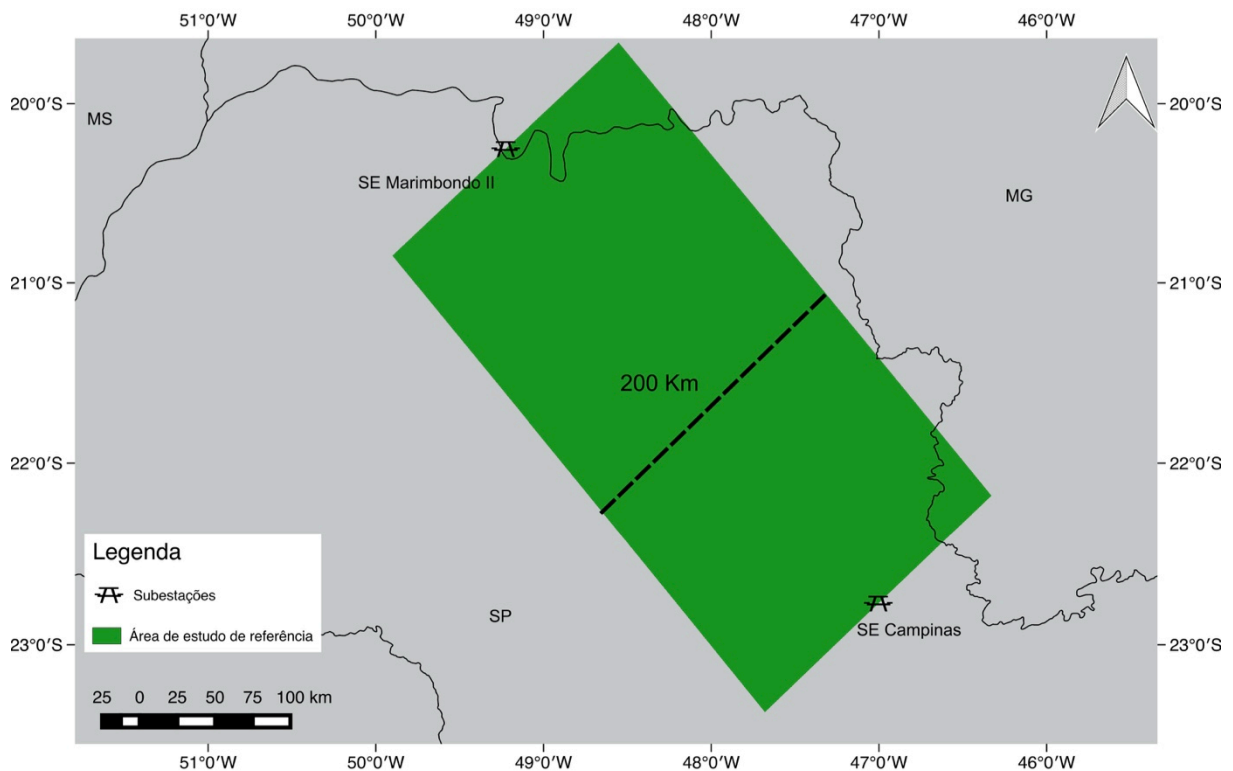 51°0′W 50°0′W 49°0′W 48°0′W 47°0′W 46°0′W
20°0′S 20°0′S
MS
SE Marimbondo II
MG
21°0′S 21°0′S
200 Km
22°0′S 22°0′S
Legenda
Subestações
Área de estudo de referência
SP
SE Campinas
23°0′S 23°0′S
25 0 25 50 75 100 km
51°0′W 50°0′W 49°0′W 48°0′W 47°0′W 46°0′W